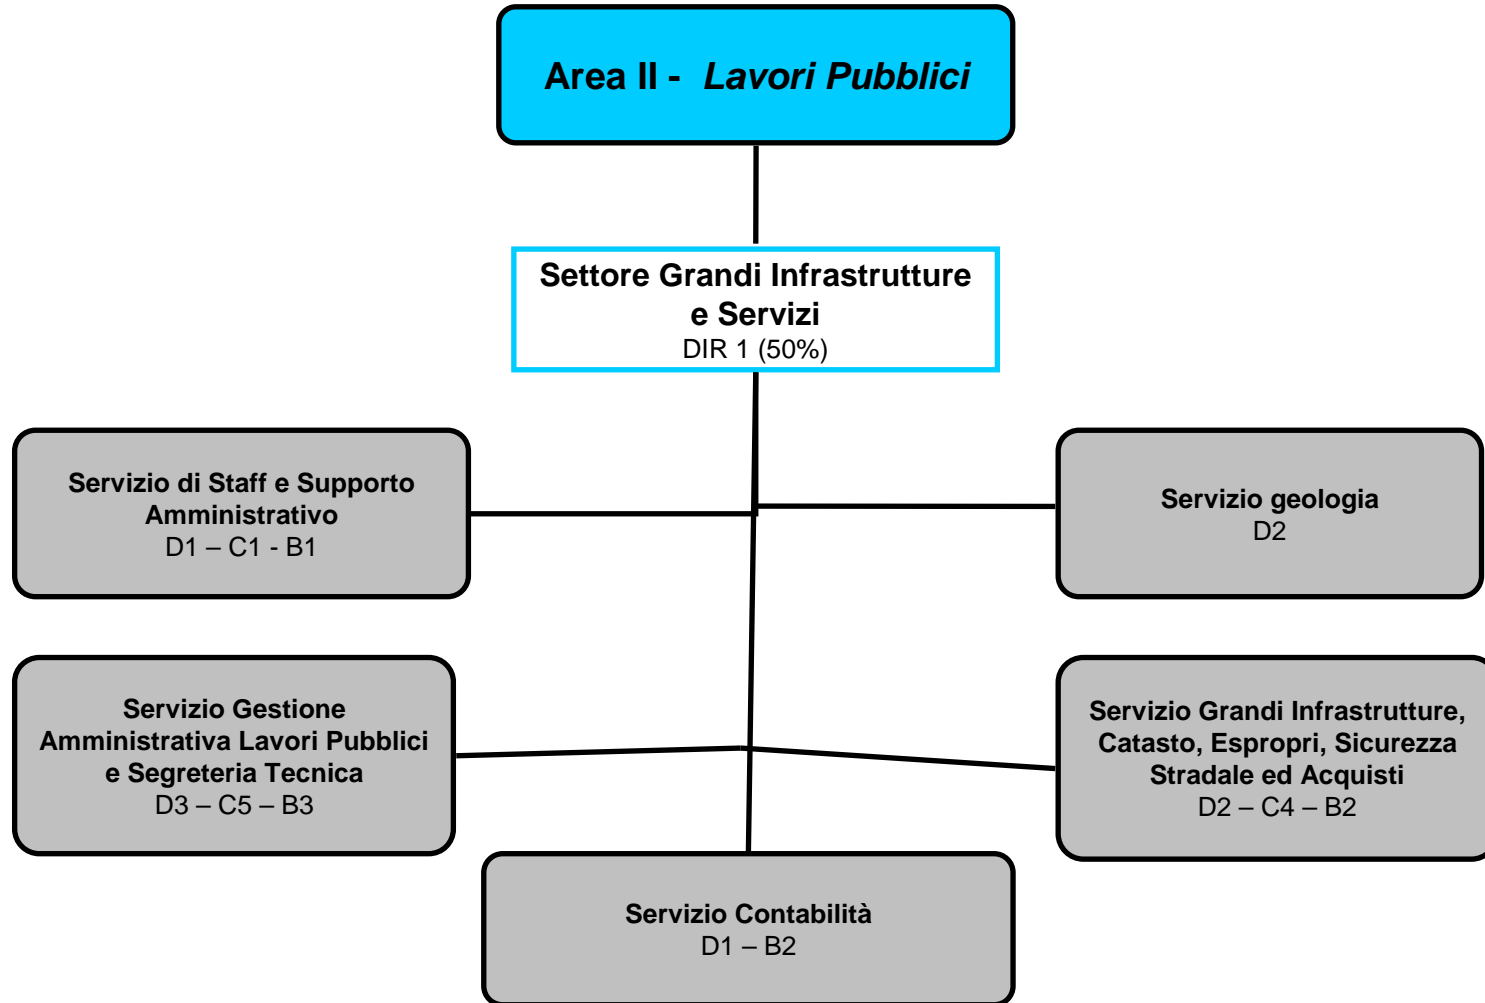 Area II - Lavori Pubblici
Settore Grandi Infrastrutture
e Servizi
DIR 1 (50%)
Servizio di Staff e Supporto
Amministrativo
D1 – C1 - B1
Servizio geologia
D2
Servizio Gestione
Amministrativa Lavori Pubblici
e Segreteria Tecnica
D3 – C5 – B3
Servizio Grandi Infrastrutture,
Catasto, Espropri, Sicurezza
Stradale ed Acquisti
D2 – C4 – B2
Servizio Contabilità
D1 – B2